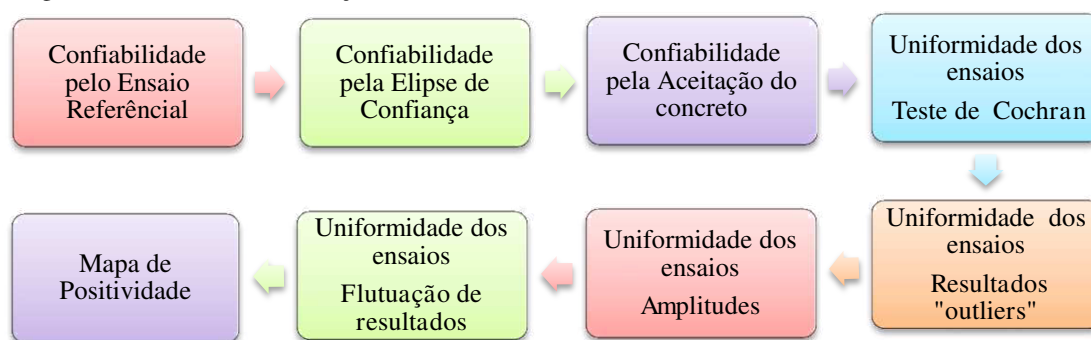 Confiabilidade
pelo Ensaio
Referêncial
Confiabilidade
pela Elipse de
Confiança
Confiabilidade
pela Aceitação do
concreto
Uniformidade dos
ensaios
Teste de Cochran
Uniformidade dos
ensaios
Resultados
"outliers"
Uniformidade dos
ensaios
Amplitudes
Uniformidade dos
ensaios
Flutuação de
resultados
Mapa de
Positividade